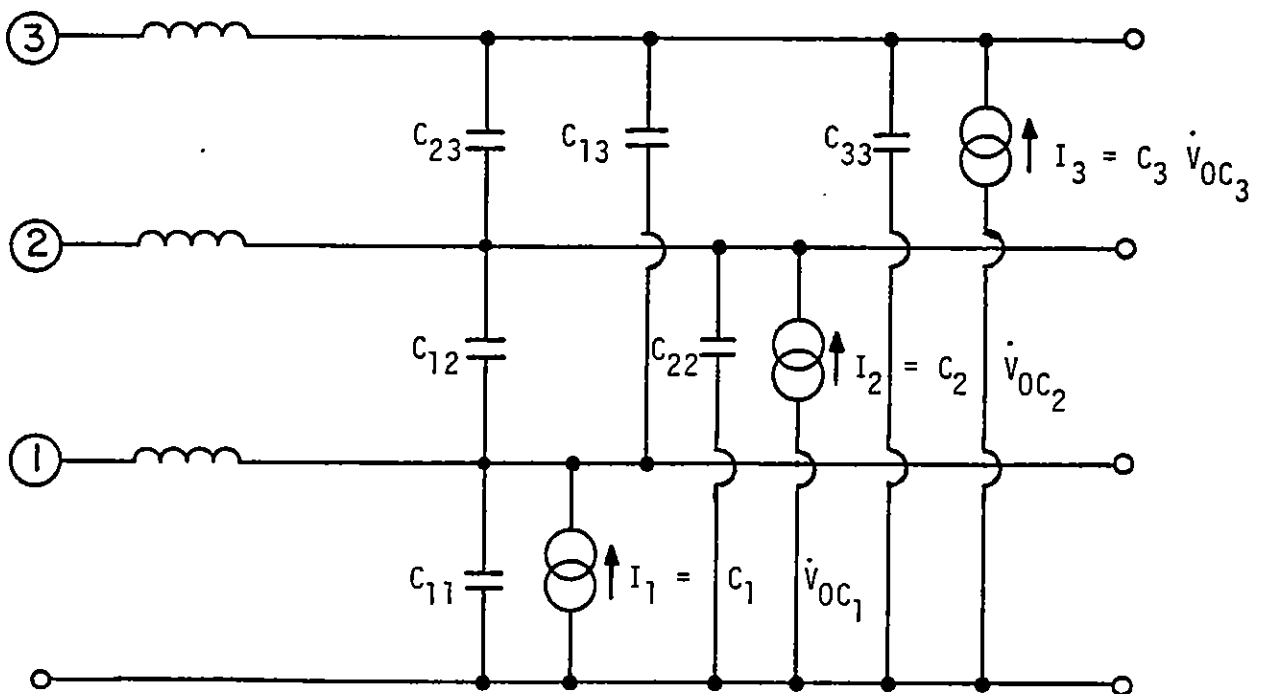 3
C23
C13
C33
I3 = C3 V̇OC3
2
C12
C22
I2 = C2 V̇OC2
1
C11
I1 = C1 V̇OC1